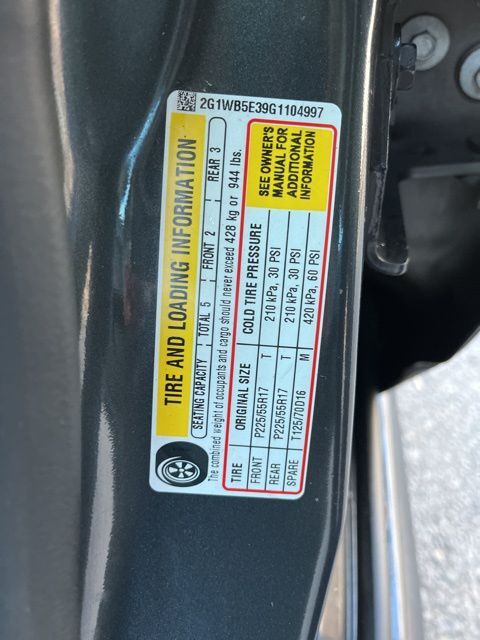 2G1WB5E39G1104997
TIRE AND LOADING INFORMATION
SEATING CAPACITY TOTAL 5 FRONT 2 REAR 3
The combined weight of occupants and cargo should never exceed 428 kg or 944 lbs.
TIRE ORIGINAL SIZE COLD TIRE PRESSURE
FRONT P225/55R17 T 210 kPa, 30 PSI
REAR P225/55R17 T 210 kPa, 30 PSI
SPARE T125/70D16 M 420 kPa, 60 PSI
SEE OWNER'S
MANUAL FOR
ADDITIONAL
INFORMATION